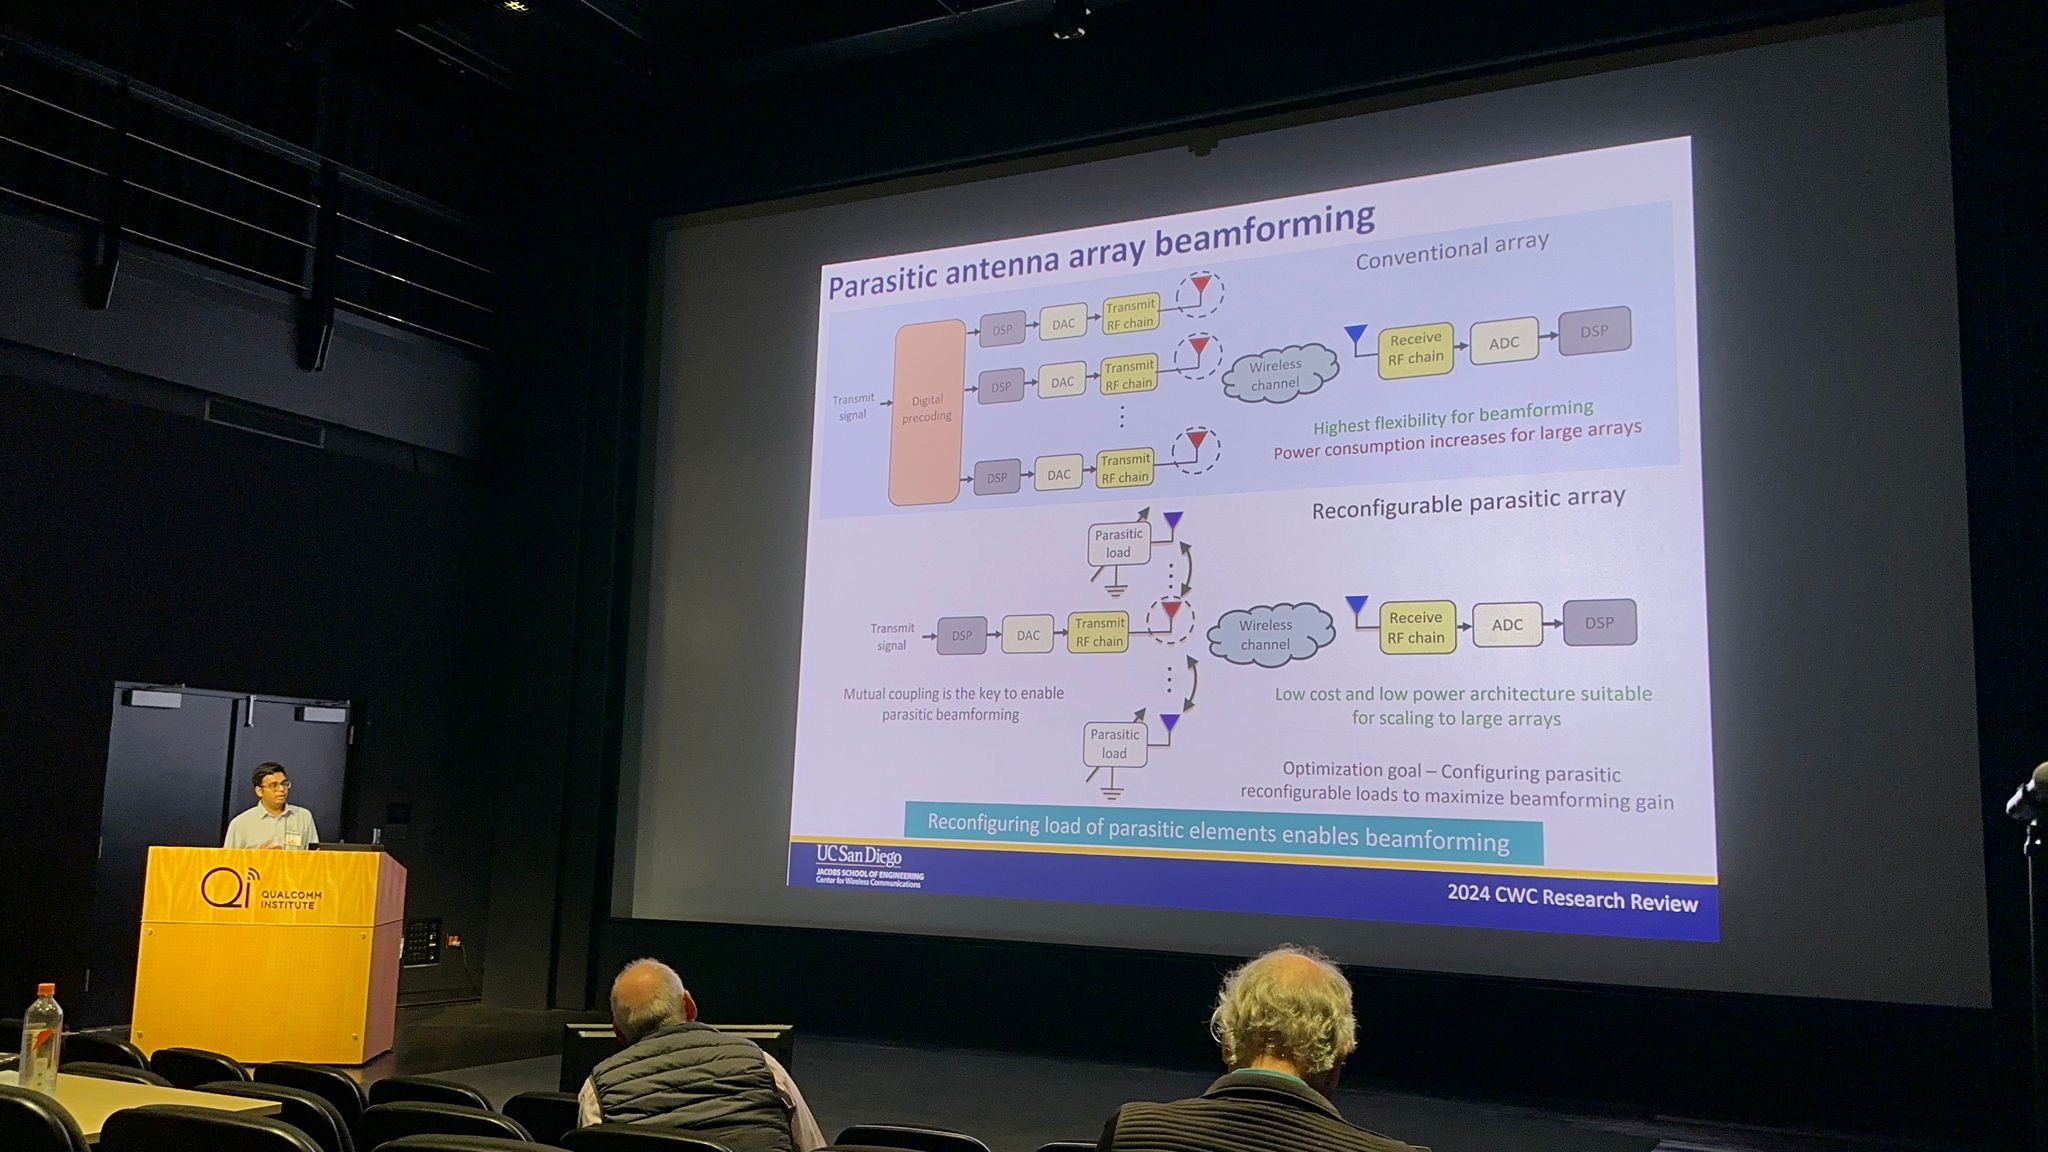 Parasitic antenna array beamforming
Conventional array
Transmit
signal
Digital
precoding
DSP
DAC
Transmit
RF chain
DSP
DAC
Transmit
RF chain
DSP
DAC
Transmit
RF chain
Wireless
channel
Receive
RF chain
ADC
DSP
Highest flexibility for beamforming
Power consumption increases for large arrays
Reconfigurable parasitic array
Parasitic
load
Transmit
signal
DSP
DAC
Transmit
RF chain
Wireless
channel
Receive
RF chain
ADC
DSP
Mutual coupling is the key to enable
parasitic beamforming
Parasitic
load
Low cost and low power architecture suitable
for scaling to large arrays
Optimization goal – Configuring parasitic
reconfigurable loads to maximize beamforming gain
Reconfiguring load of parasitic elements enables beamforming
UC San Diego
JACOBS SCHOOL OF ENGINEERING
Center for Wireless Communications
2024 CWC Research Review
QI
QUALCOMM
INSTITUTE